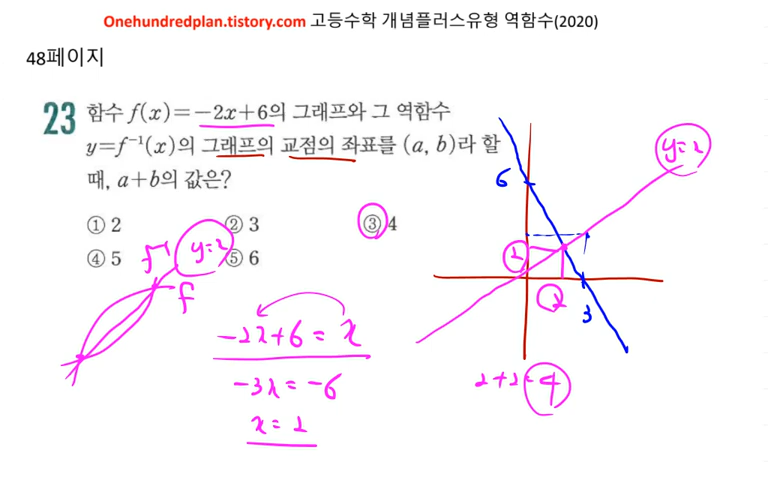 Onehundredplan.tistory.com 고등수학 개념플러스유형 역함수(2020)
48페이지
23 함수 f(x)=-2x+6의 그래프와 그 역함수
y=f⁻¹(x)의 그래프의 교점의 좌표를 (a, b)라 할
때, a+b의 값은?
① 2 ② 3 ③ 4
④ 5 ⑤ 6
f⁻¹
y=x
f
-2x+6=x
-3x=-6
x=2
y=x
6
2
2
3
2+2=4